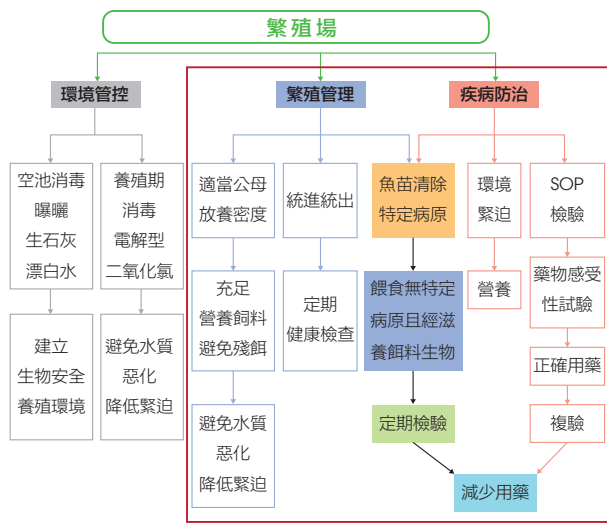 繁殖場
環境管控
繁殖管理
疾病防治
空池消毒
曝曬
生石灰
漂白水
養殖期
消毒
電解型
二氧化氯
適當公母
放養密度
統進統出
魚苗清除
特定病原
環境
緊迫
SOP
檢驗
建立
生物安全
養殖環境
避免水質
惡化
降低緊迫
充足
營養飼料
避免殘餌
定期
健康檢查
餵食無特定
病原且經滋
養餌料生物
營養
藥物感受
性試驗
正確用藥
避免水質
惡化
降低緊迫
定期檢驗
複驗
減少用藥